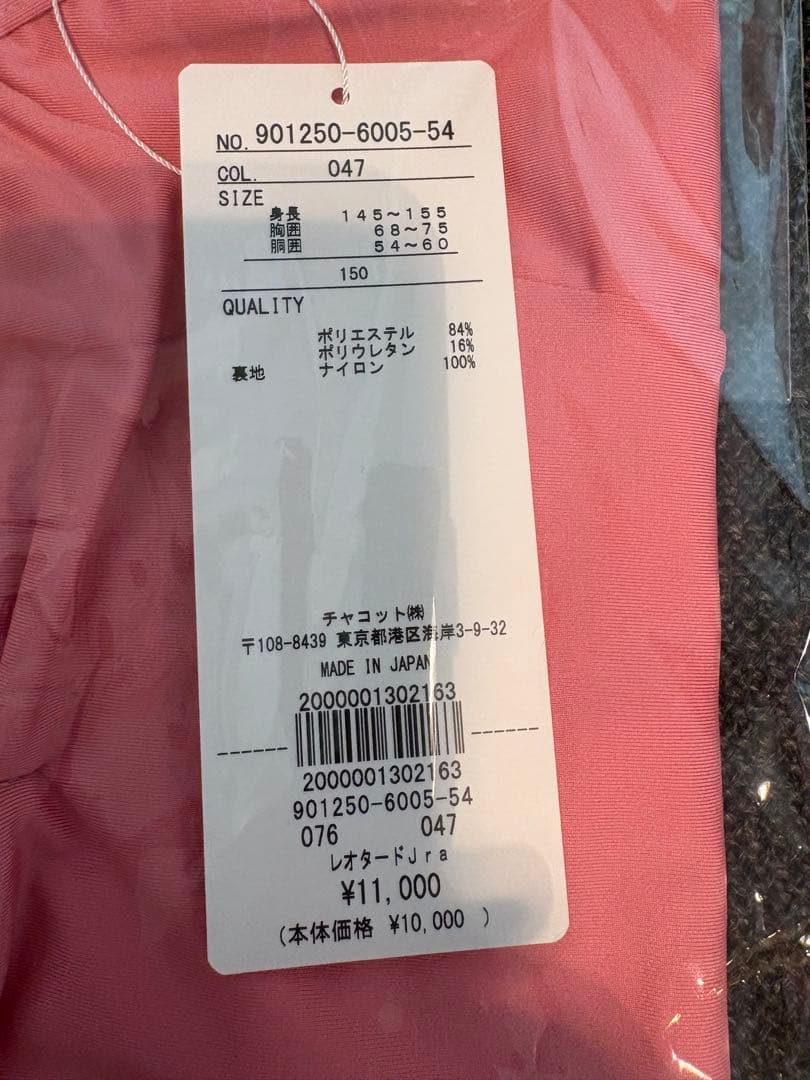 NO. 901250-6005-54
COL. 047
SIZE
身長 145~155
胸囲 68~75
胴囲 54~60
150
QUALITY
ポリエステル 84%
ポリウレタン 16%
裏地 ナイロン 100%
チャコット㈱
〒108-8439 東京都港区海岸3-9-32
MADE IN JAPAN
2000001302163
2000001302163
901250-6005-54
076 047
レオタードJra
¥11,000
(本体価格 ¥10,000 )